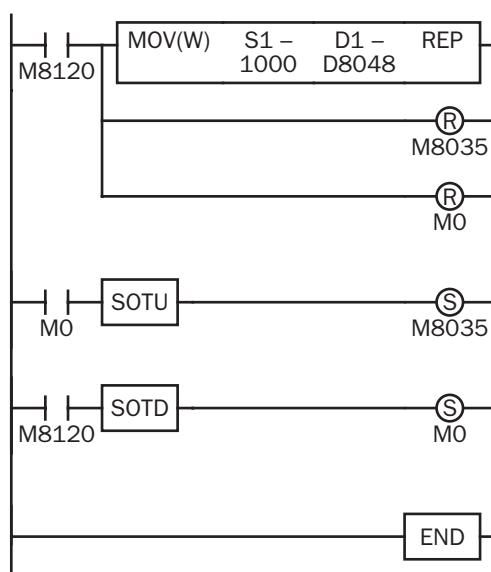 MOV(W) S1 – D1 – REP
1000 D8048
M8120
R
M8035
R
M0
SOTU
S
M0
M8035
SOTD
S
M8120
M0
END